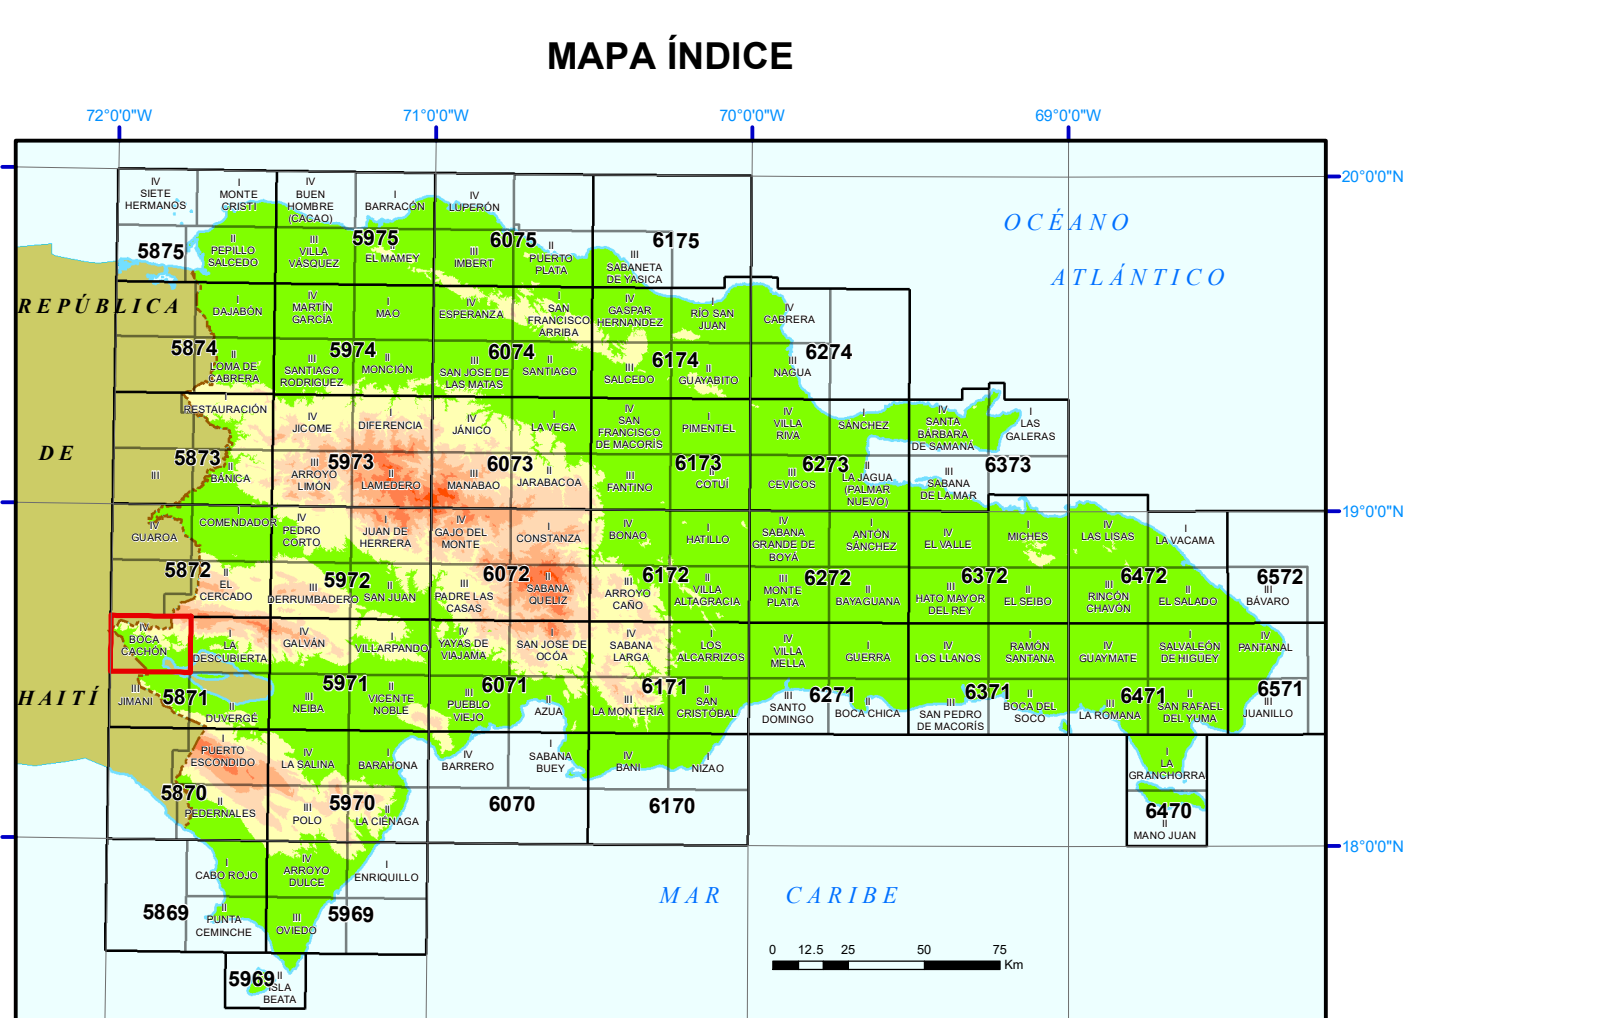 MAPA ÍNDICE
72°0'0"W
71°0'0"W
70°0'0"W
69°0'0"W
20°0'0"N
19°0'0"N
18°0'0"N
OCÉANO
ATLÁNTICO
REPÚBLICA
DE
HAITÍ
MAR CARIBE
IV
SIETE
HERMANOS
I
MONTE
CRISTI
IV
BUEN
HOMBRE
(CACAO)
I
BARRACÓN
IV
LUPERÓN
5875
II
PEPILLO
SALCEDO
III
VILLA
VÁSQUEZ
5975
II
EL MAMEY
III
IMBERT
6075
II
PUERTO
PLATA
III
SABANETA
DE YASICA
6175
I
DAJABÓN
IV
MARTÍN
GARCÍA
I
MAO
IV
ESPERANZA
I
SAN
FRANCISCO
ARRIBA
IV
GASPAR
HERNANDEZ
I
RÍO SAN
JUAN
IV
CABRERA
5874
II
LOMA DE
CABRERA
III
SANTIAGO
RODRIGUEZ
5974
II
MONCIÓN
III
SAN JOSE DE
LAS MATAS
6074
II
SANTIAGO
III
SALCEDO
6174
II
GUAYABITO
III
NAGUA
6274
I
RESTAURACIÓN
IV
JICOME
I
DIFERENCIA
IV
JÁNICO
I
LA VEGA
IV
SAN
FRANCISCO
DE MACORÍS
I
PIMENTEL
IV
VILLA
RIVA
I
SÁNCHEZ
IV
SANTA
BÁRBARA
DE SAMANÁ
I
LAS
GALERAS
III
5873
II
BÁNICA
III
ARROYO
LIMÓN
5973
II
LAMEDERO
III
MANABAO
6073
II
JARABACOA
III
FANTINO
6173
II
COTUÍ
III
CEVICOS
6273
II
LA JAGUA
(PALMAR
NUEVO)
III
SABANA
DE LA MAR
6373
IV
GUAROA
I
COMENDADOR
IV
PEDRO
CORTO
I
JUAN DE
HERRERA
IV
GAJO DEL
MONTE
I
CONSTANZA
IV
BONAO
I
HATILLO
IV
SABANA
GRANDE DE
BOYÁ
I
ANTÓN
SÁNCHEZ
IV
EL VALLE
I
MICHES
IV
LAS LISAS
I
LA VACAMA
5872
II
EL
CERCADO
III
DERRUMBADERO
5972
II
SAN JUAN
III
PADRE LAS
CASAS
6072
II
SABANA
QUELIZ
III
ARROYO
CAÑO
6172
II
VILLA
ALTAGRACIA
III
MONTE
PLATA
6272
II
BAYAGUANA
III
HATO MAYOR
DEL REY
6372
II
EL SEIBO
III
RINCÓN
CHAVÓN
6472
II
EL SALADO
6572
III
BÁVARO
IV
BOCA
CACHÓN
I
LA
DESCUBIERTA
IV
GALVÁN
I
VILLARPANDO
IV
YAYAS DE
VIAJAMA
I
SAN JOSE DE
OCÓA
IV
SABANA
LARGA
I
LOS
ALCARRIZOS
IV
VILLA
MELLA
I
GUERRA
IV
LOS LLANOS
I
RAMÓN
SANTANA
IV
GUAYMATE
I
SALVALEÓN
DE HIGUEY
IV
PANTANAL
III
JIMANI
5871
II
DUVERGÉ
III
NEIBA
5971
II
VICENTE
NOBLE
III
PUEBLO
VIEJO
6071
II
AZUA
III
LA MONTERÍA
6171
II
SAN
CRISTÓBAL
III
SANTO
DOMINGO
6271
II
BOCA CHICA
III
SAN PEDRO
DE MACORÍS
6371
II
BOCA DEL
SOCO
III
LA ROMANA
6471
II
SAN RAFAEL
DEL YUMA
6571
III
JUANILLO
I
PUERTO
ESCONDIDO
IV
LA SALINA
I
BARAHONA
IV
BARRERO
I
SABANA
BUEY
IV
BANI
I
NIZAO
I
LA
GRANCHORRA
5870
II
PEDERNALES
III
POLO
5970
II
LA CIÉNAGA
6070
6170
6470
II
MANO JUAN
I
CABO ROJO
IV
ARROYO
DULCE
I
ENRIQUILLO
5869
II
PUNTA
CEMINCHE
III
OVIEDO
5969
5969
II
ISLA
BEATA
0 12.5 25 50 75
Km